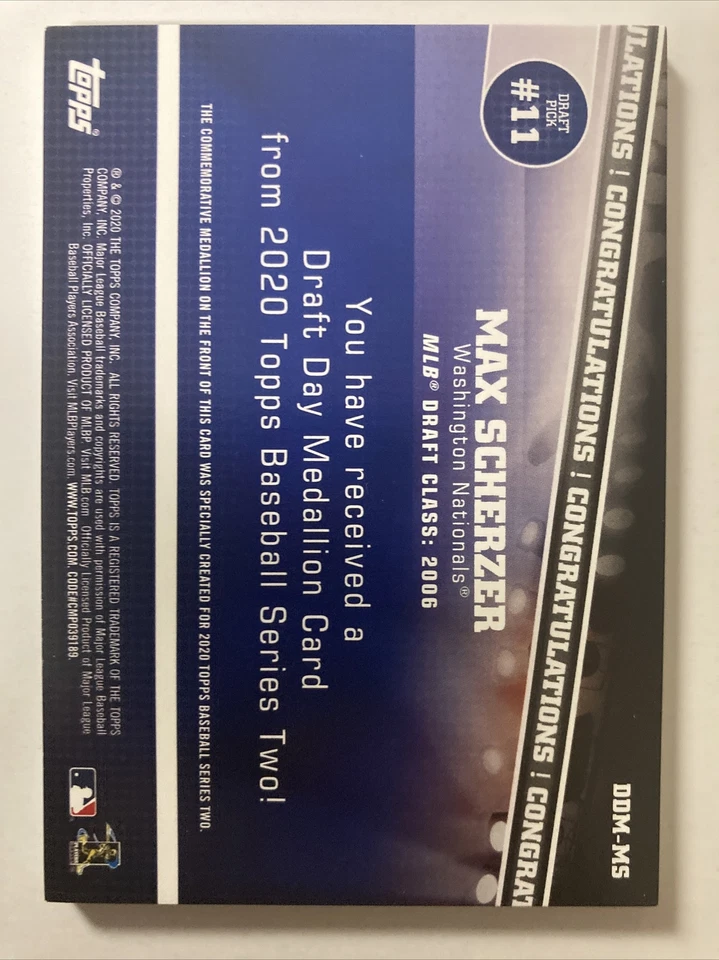 DDM-MS
ULATIONS | CONGRATULATIONS | CONGRATULATIONS | CONGRAT
DRAFT
PICK
#11
MAX SCHERZER
Washington Nationals®
MLB® DRAFT CLASS: 2006
You have received a
Draft Day Medallion Card
from 2020 Topps Baseball Series Two!
THE COMMEMORATIVE MEDALLION ON THE FRONT OF THIS CARD WAS SPECIALLY CREATED FOR 2020 TOPPS BASEBALL SERIES TWO.
topps®
® & © 2020 THE TOPPS COMPANY, INC. ALL RIGHTS RESERVED. TOPPS IS A REGISTERED TRADEMARK OF THE TOPPS
COMPANY, INC. Major League Baseball trademarks and copyrights are used with permission of Major League Baseball
Properties, Inc. OFFICIALLY LICENSED PRODUCT OF MLBP. Visit MLB.com Officially Licensed Product of Major League
Baseball Players Association. Visit MLBPlayers.com. WWW.TOPPS.COM. CODE#CMP039189.